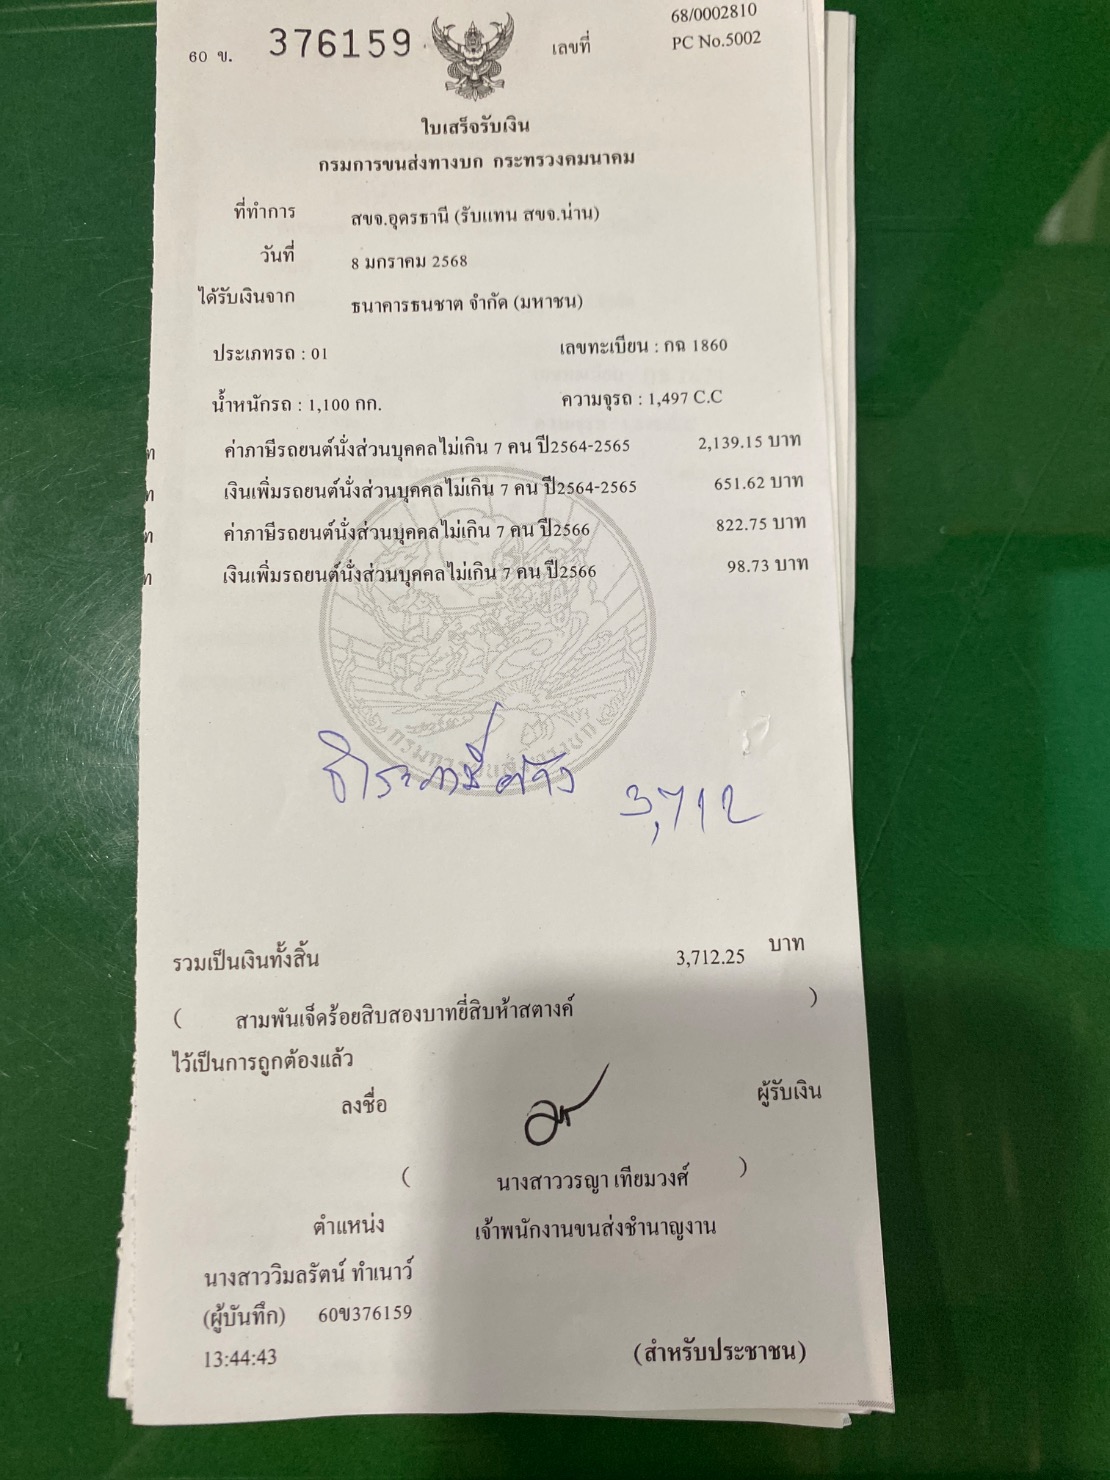 60 ข. 376159 เลขที่ 68/0002810
PC No.5002
ใบเสร็จรับเงิน
กรมการขนส่งทางบก กระทรวงคมนาคม
ที่ทำการ สขจ.อุดรธานี (รับแทน สขจ.น่าน)
วันที่ 8 มกราคม 2568
ได้รับเงินจาก ธนาคารธนชาต จำกัด (มหาชน)
ประเภทรถ : 01 เลขทะเบียน : กฉ 1860
น้ำหนักรถ : 1,100 กก. ความจุรถ : 1,497 C.C
ค่าภาษีรถยนต์นั่งส่วนบุคคลไม่เกิน 7 คน ปี2564-2565 2,139.15 บาท
เงินเพิ่มรถยนต์นั่งส่วนบุคคลไม่เกิน 7 คน ปี2564-2565 651.62 บาท
ค่าภาษีรถยนต์นั่งส่วนบุคคลไม่เกิน 7 คน ปี2566 822.75 บาท
เงินเพิ่มรถยนต์นั่งส่วนบุคคลไม่เกิน 7 คน ปี2566 98.73 บาท
กรมการขนส่งทางบก
3,712
รวมเป็นเงินทั้งสิ้น 3,712.25 บาท
( สามพันเจ็ดร้อยสิบสองบาทยี่สิบห้าสตางค์ )
ไว้เป็นการถูกต้องแล้ว
ลงชื่อ ผู้รับเงิน
( นางสาววรญา เทียมวงศ์ )
ตำแหน่ง เจ้าพนักงานขนส่งชำนาญงาน
นางสาววิมลรัตน์ ทำเนาว์
(ผู้บันทึก) 60ข376159
13:44:43 (สำหรับประชาชน)